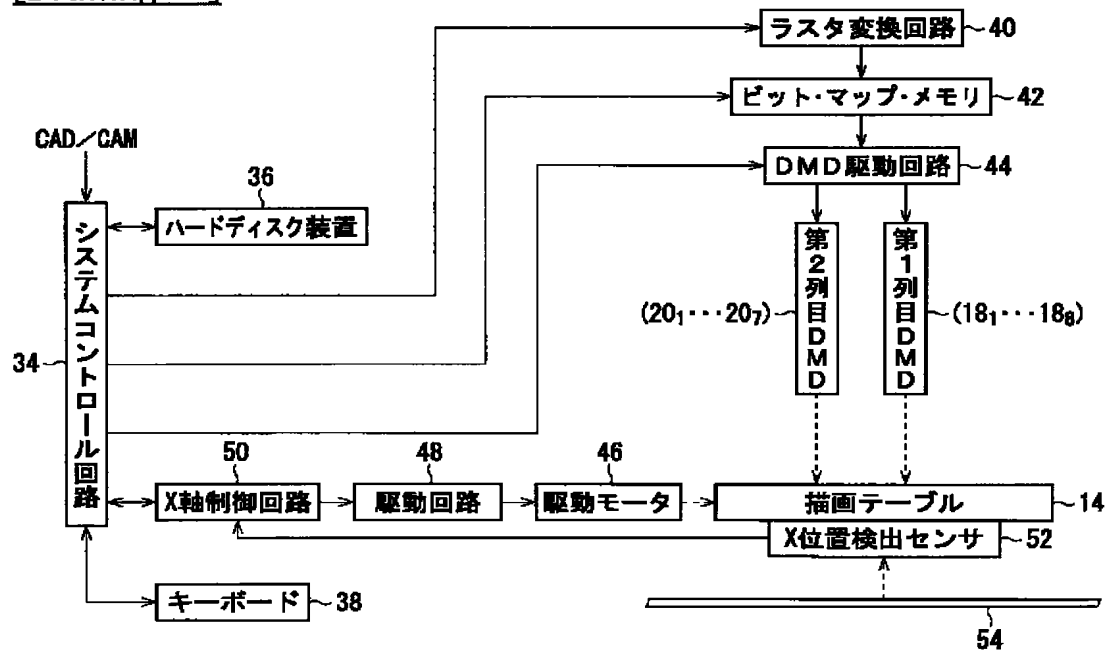 ラスタ変換回路
40
ビット・マップ・メモリ
42
CAD/CAM
DMD駆動回路
44
36
ハードディスク装置
システムコントロール回路
34
第2列目DMD
第1列目DMD
(20₁・・・20₇)
(18₁・・・18₈)
50
48
46
X軸制御回路
駆動回路
駆動モータ
描画テーブル
14
X位置検出センサ
52
キーボード
38
54